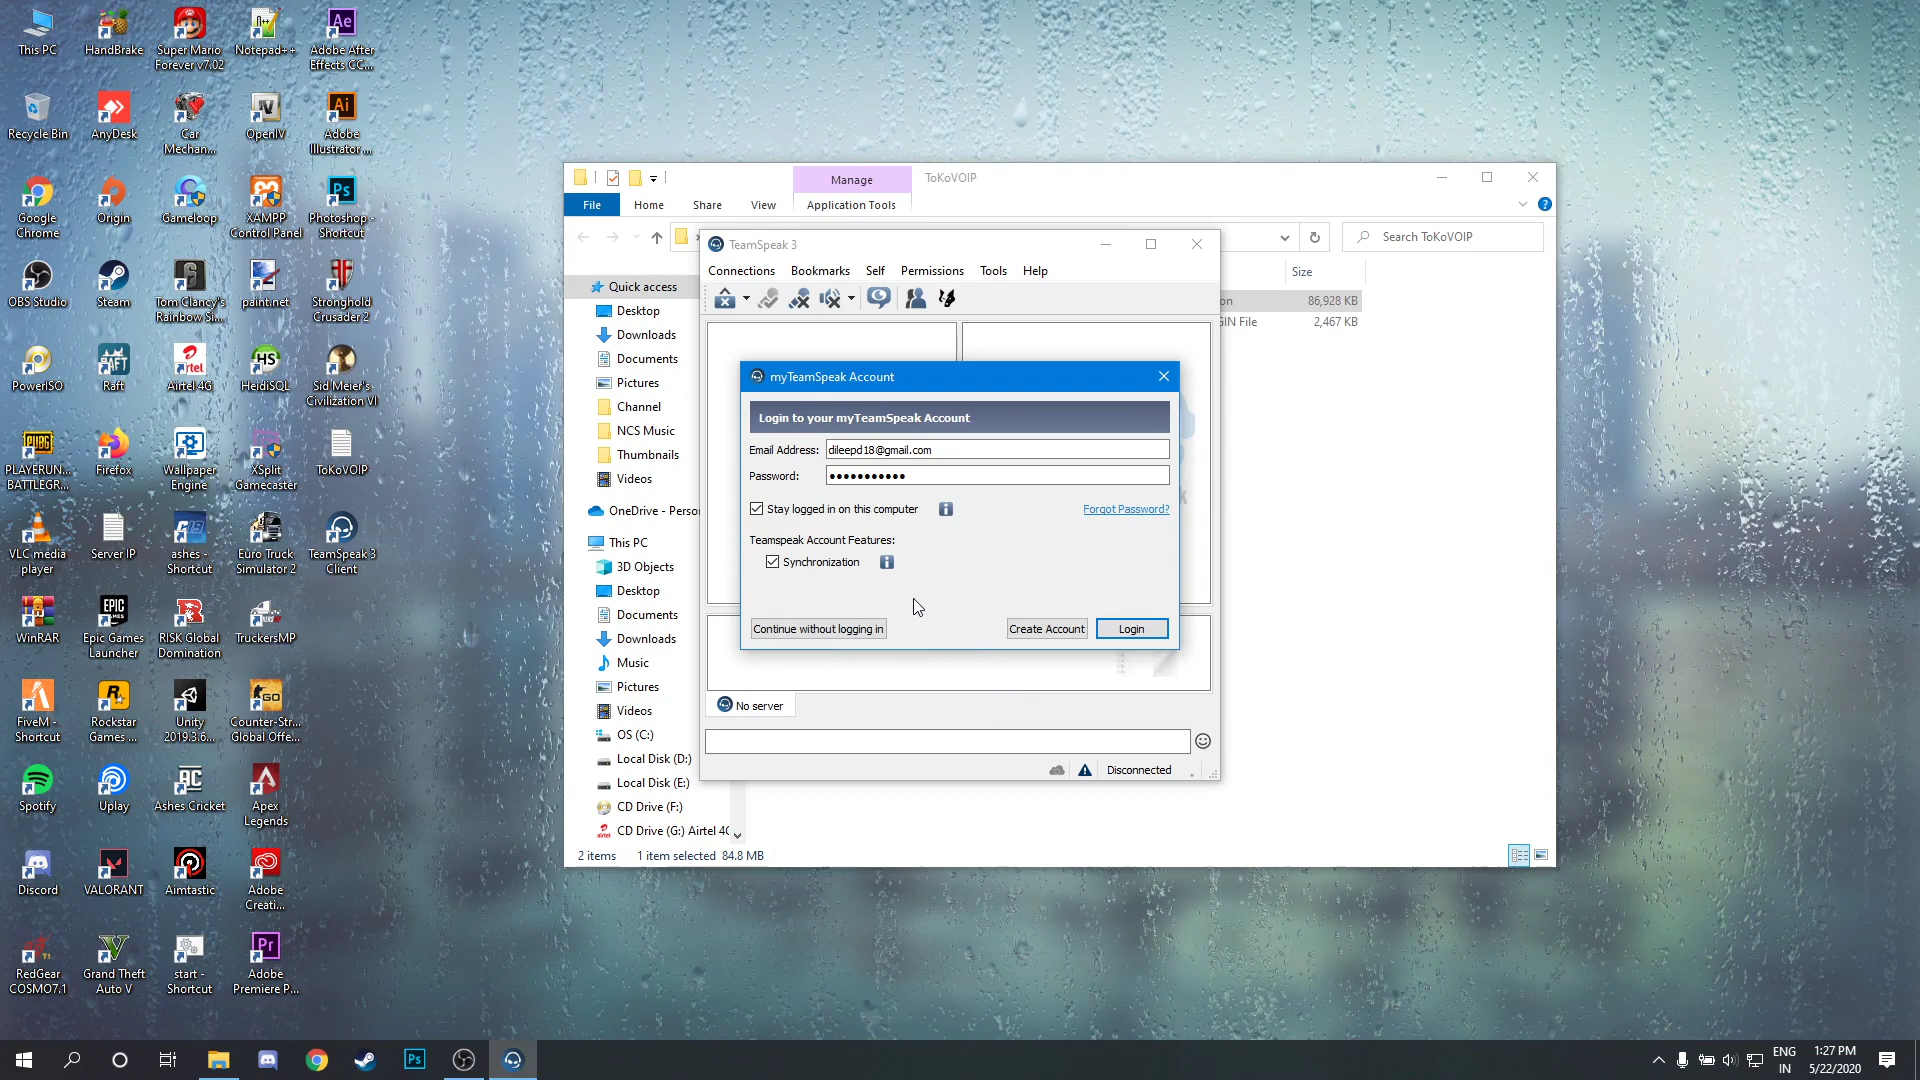 This PC
HandBrake
Super Mario
Forever v7.02
Notepad++
Adobe After
Effects CC...
Recycle Bin
AnyDesk
Car
Mechan...
OpenIV
Adobe
Illustrator ...
Google
Chrome
Origin
Gameloop
XAMPP
Control Panel
Photoshop -
Shortcut
OBS Studio
Steam
Tom Clancy's
Rainbow Si...
paint.net
Stronghold
Crusader 2
PowerISO
Raft
Airtel 4G
HeidiSQL
Sid Meier's
Civilization VI
PLAYERUN...
BATTLEGR...
Firefox
Wallpaper
Engine
XSplit
Gamecaster
ToKoVOIP
VLC media
player
Server IP
ashes -
Shortcut
Euro Truck
Simulator 2
TeamSpeak 3
Client
WinRAR
Epic Games
Launcher
RISK Global
Domination
TruckersMP
FiveM -
Shortcut
Rockstar
Games ...
Unity
2019.3.6...
Counter-Str...
Global Offe...
Spotify
Uplay
Ashes Cricket
Apex
Legends
Discord
VALORANT
Aimtastic
Adobe
Creati...
RedGear
COSMO7.1
Grand Theft
Auto V
start -
Shortcut
Adobe
Premiere P...
Manage
ToKoVOIP
File
Home
Share
View
Application Tools
Search ToKoVOIP
Size
on
86,928 KB
GIN File
2,467 KB
Quick access
Desktop
Downloads
Documents
Pictures
Channel
NCS Music
Thumbnails
Videos
OneDrive - Perso
This PC
3D Objects
Desktop
Documents
Downloads
Music
Pictures
Videos
OS (C:)
Local Disk (D:)
Local Disk (E:)
CD Drive (F:)
CD Drive (G:) Airtel 4G
2 items
1 item selected 84.8 MB
TeamSpeak 3
Connections
Bookmarks
Self
Permissions
Tools
Help
myTeamSpeak Account
Login to your myTeamSpeak Account
Email Address:
dileepd18@gmail.com
Password:
●●●●●●●●●●●
Stay logged in on this computer
Forgot Password?
Teamspeak Account Features:
Synchronization
Continue without logging in
Create Account
Login
No server
Disconnected
Ps
ENG
IN
1:27 PM
5/22/2020